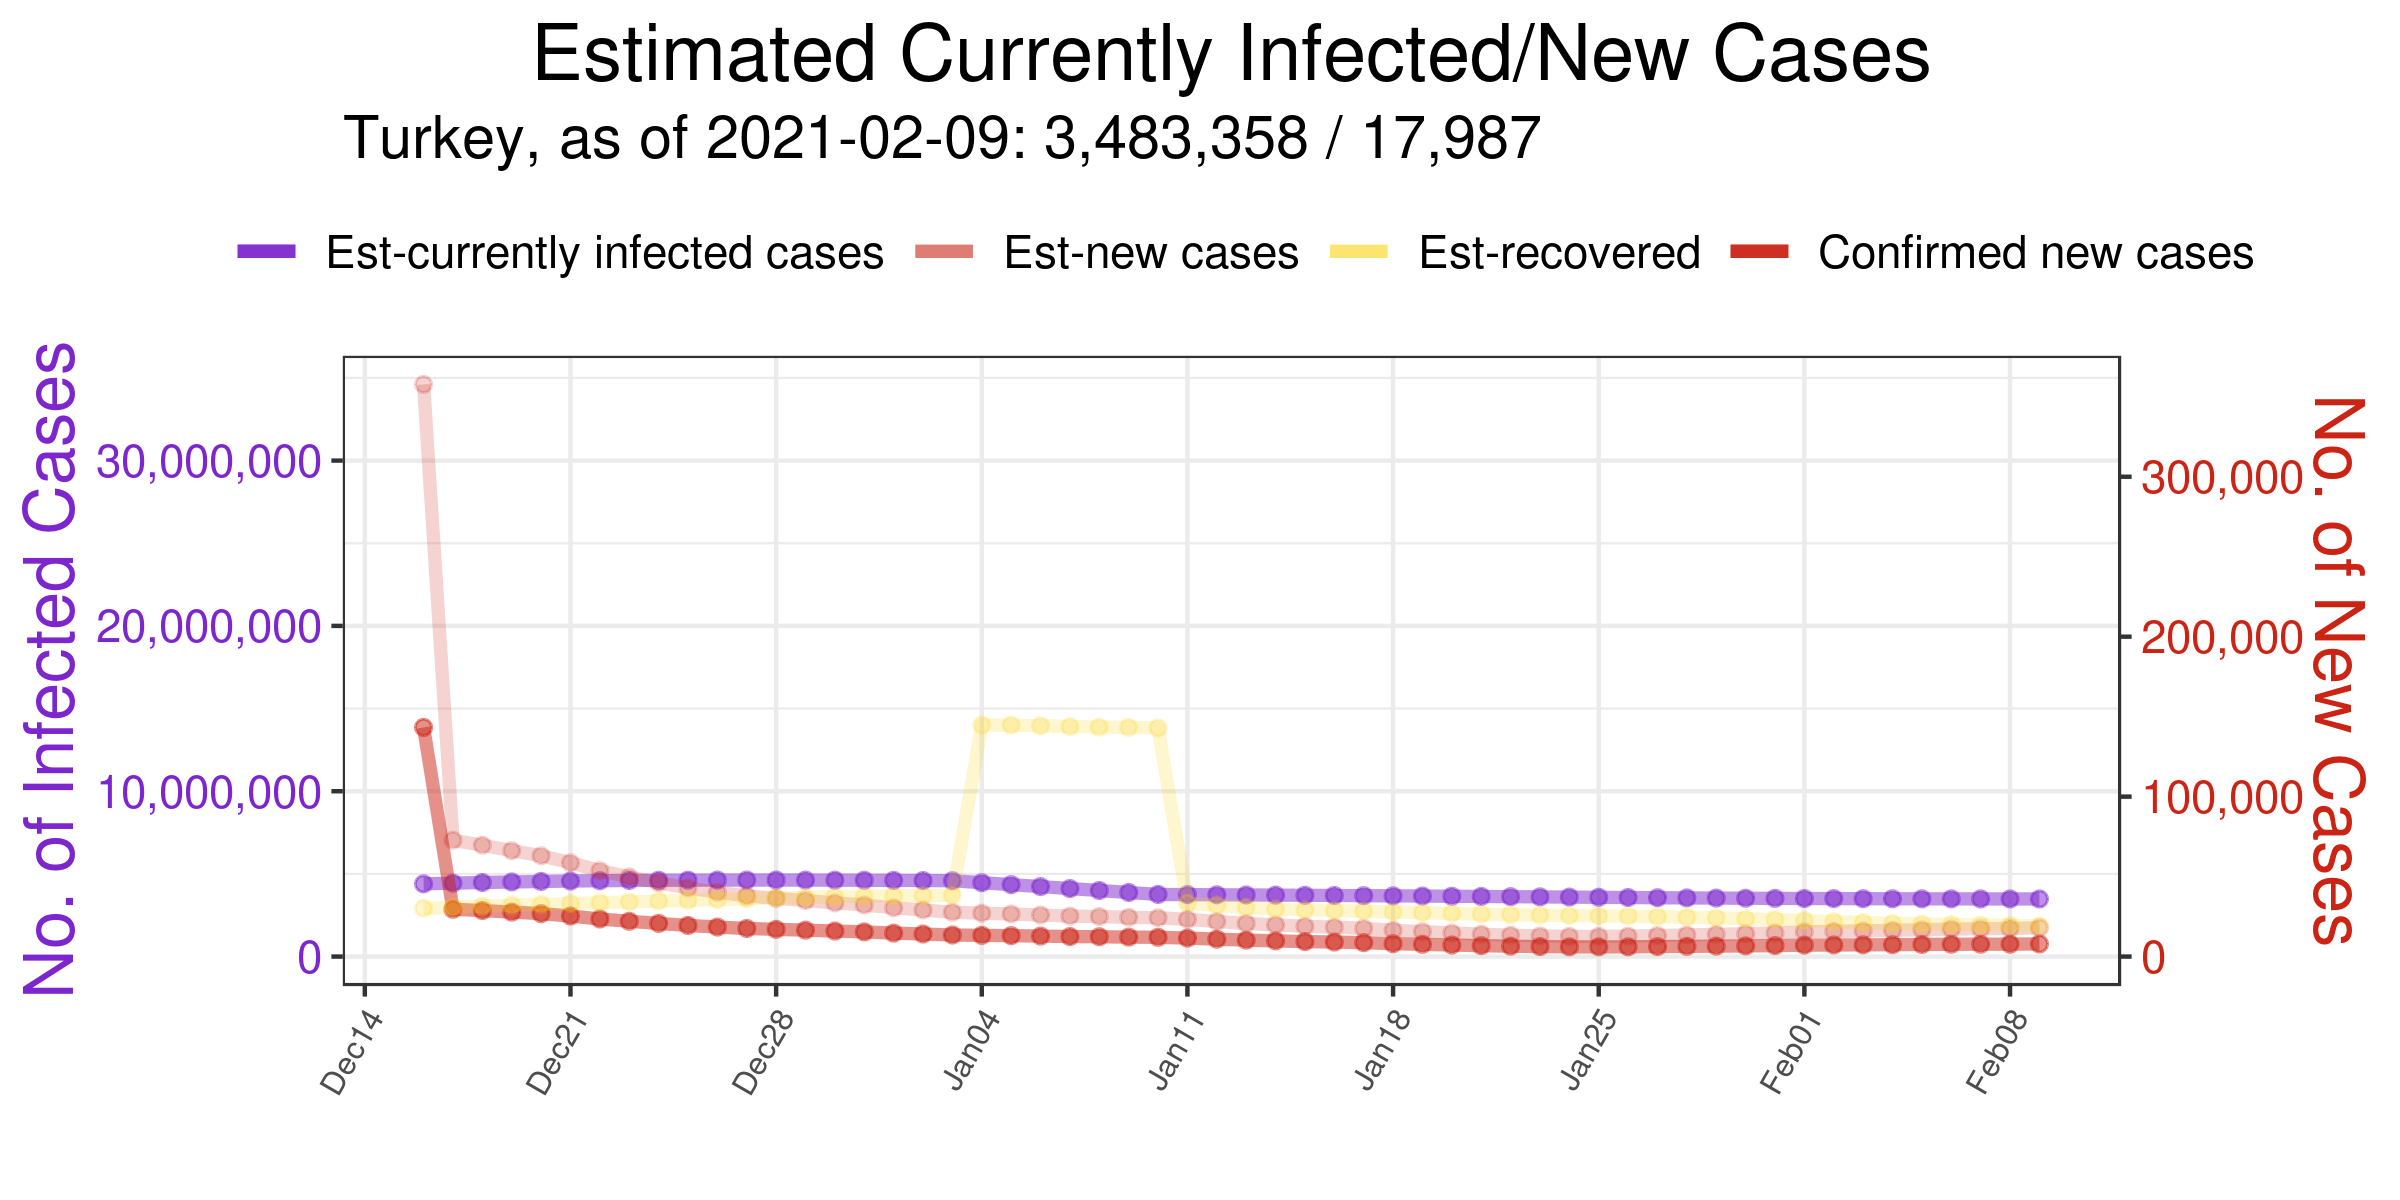 Estimated Currently Infected/New Cases
Turkey, as of 2021-02-09: 3,483,358 / 17,987
Est-currently infected cases Est-new cases Est-recovered Confirmed new cases
No. of Infected Cases
30,000,000
20,000,000
10,000,000
0
300,000
200,000
100,000
0
No. of New Cases
Dec14 Dec21 Dec28 Jan04 Jan11 Jan18 Jan25 Feb01 Feb08